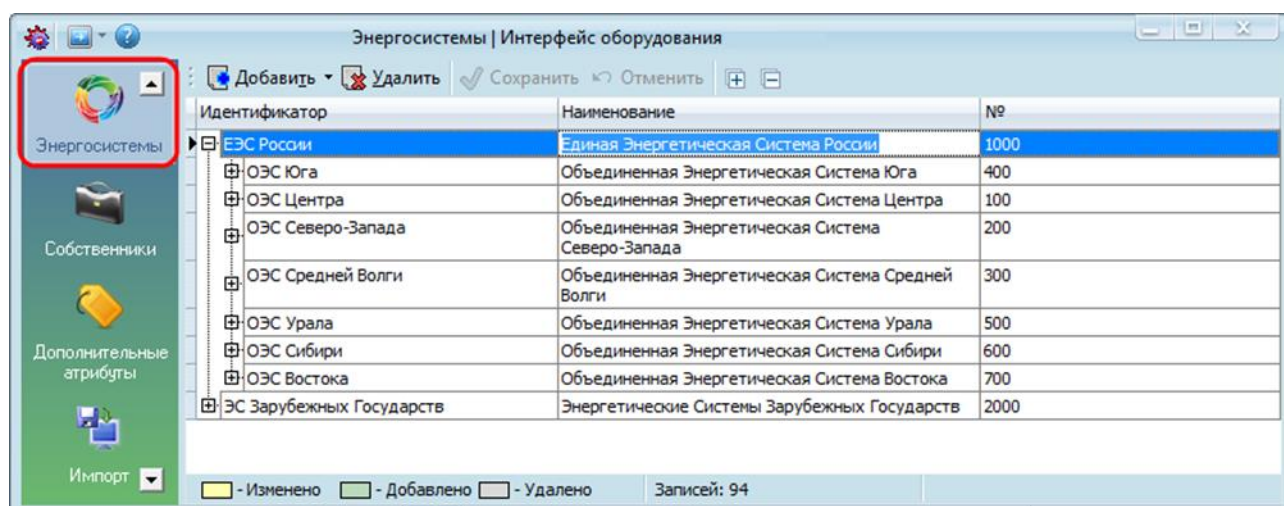 Энергосистемы | Интерфейс оборудования
Добавить Удалить Сохранить Отменить
Идентификатор Наименование №
ЕЭС России Единая Энергетическая Система России 1000
ОЭС Юга Объединенная Энергетическая Система Юга 400
ОЭС Центра Объединенная Энергетическая Система Центра 100
ОЭС Северо-Запада Объединенная Энергетическая Система 200
Северо-Запада
ОЭС Средней Волги Объединенная Энергетическая Система Средней 300
Волги
ОЭС Урала Объединенная Энергетическая Система Урала 500
ОЭС Сибири Объединенная Энергетическая Система Сибири 600
ОЭС Востока Объединенная Энергетическая Система Востока 700
ЭС Зарубежных Государств Энергетические Системы Зарубежных Государств 2000
Энергосистемы
Собственники
Дополнительные
атрибуты
Импорт
- Изменено - Добавлено - Удалено Записей: 94